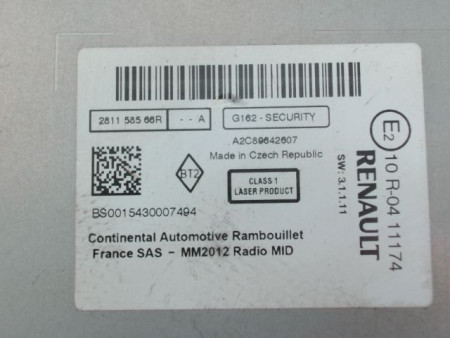 2811 585 66R - - A G162 - SECURITY
A2C89642607
Made in Czech Republic
BT2
CLASS 1
LASER PRODUCT
BS0015430007494
Continental Automotive Rambouillet
France SAS - MM2012 Radio MID
E2 10 R-04 11174
RENAULT
SW: 3.1.1.11